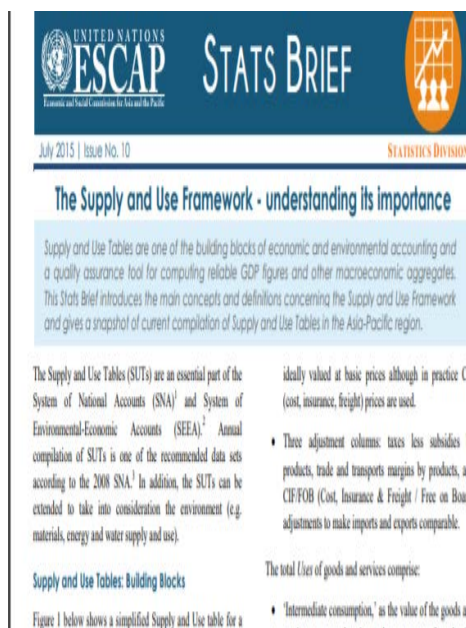 UNITED NATIONS
ESCAP
Economic and Social Commission for Asia and the Pacific
STATS BRIEF
July 2015 | Issue No. 10
STATISTICS DIVISION
The Supply and Use Framework - understanding its importance
Supply and Use Tables are one of the building blocks of economic and environmental accounting and
a quality assurance tool for computing reliable GDP figures and other macroeconomic aggregates.
This Stats Brief introduces the main concepts and definitions concerning the Supply and Use Framework
and gives a snapshot of current compilation of Supply and Use Tables in the Asia-Pacific region.
The Supply and Use Tables (SUTs) are an essential part of the
System of National Accounts (SNA)1 and System of
Environmental-Economic Accounts (SEEA).2 Annual
compilation of SUTs is one of the recommended data sets
according to the 2008 SNA.3 In addition, the SUTs can be
extended to take into consideration the environment (e.g.
materials, energy and water supply and use).
Supply and Use Tables: Building Blocks
Figure 1 below shows a simplified Supply and Use table for a
ideally valued at basic prices although in practice C
(cost, insurance, freight) prices are used.
• Three adjustment columns: taxes less subsidies
products, trade and transports margins by products, a
CIF/FOB (Cost, Insurance & Freight / Free on Boa
adjustments to make imports and exports comparable.
The total Uses of goods and services comprise:
• 'Intermediate consumption,' as the value of the goods a